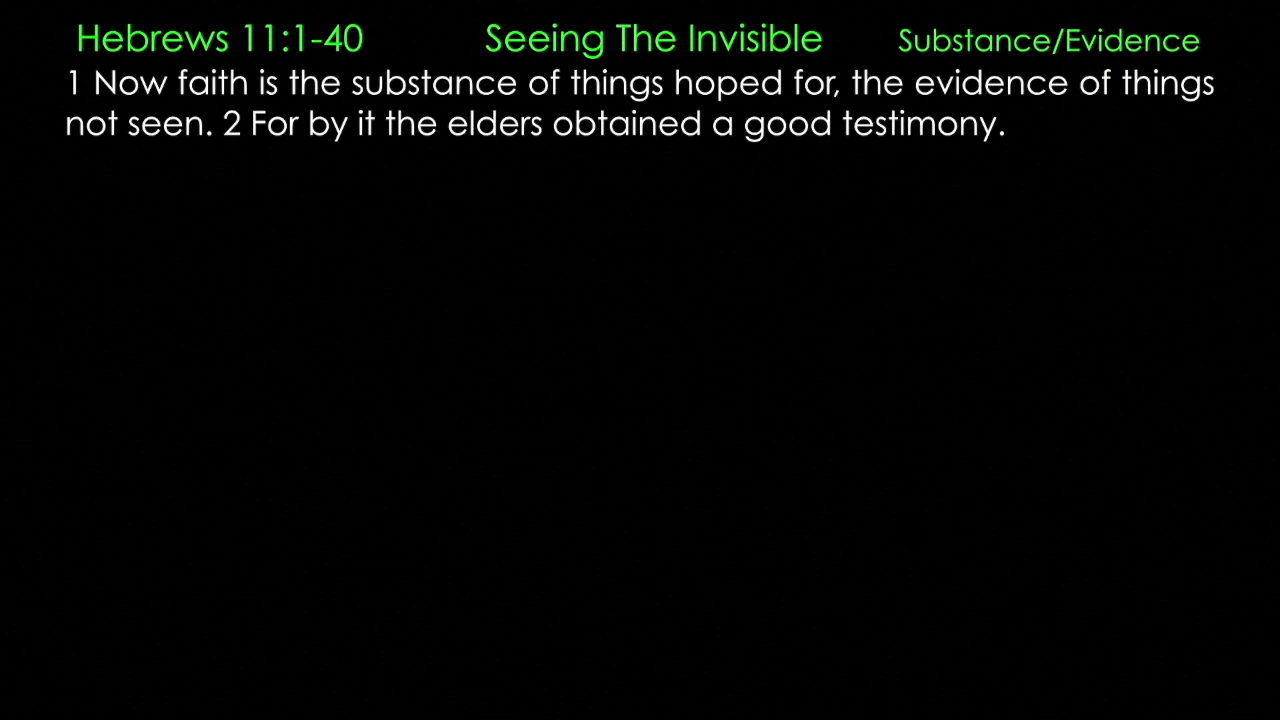 Hebrews 11:1-40 Seeing The Invisible Substance/Evidence
1 Now faith is the substance of things hoped for, the evidence of things
not seen. 2 For by it the elders obtained a good testimony.